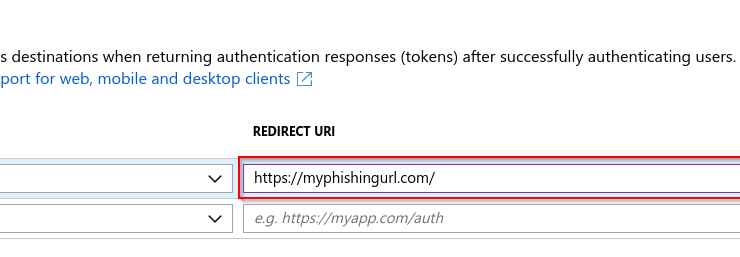 s destinations when returning authentication responses (tokens) after successfully authenticating users.
port for web, mobile and desktop clients
REDIRECT URI
https://myphishingurl.com/
e.g. https://myapp.com/auth